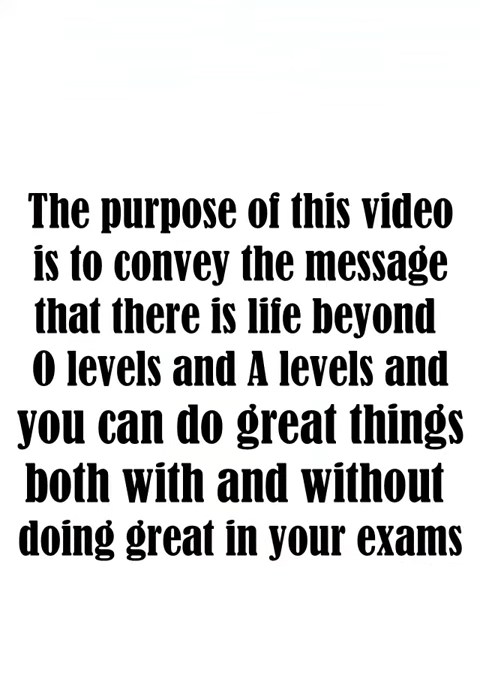 The purpose of this video
is to convey the message
that there is life beyond
O levels and A levels and
you can do great things
both with and without
doing great in your exams